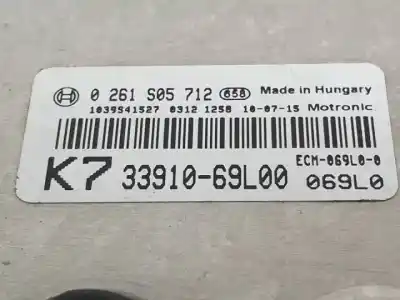 0 261 S05 712 658 Made in Hungary
1039S41527 0312 1258 10-07-15 Motronic
ECM-069L0-0
K7 33910-69L00 069L0